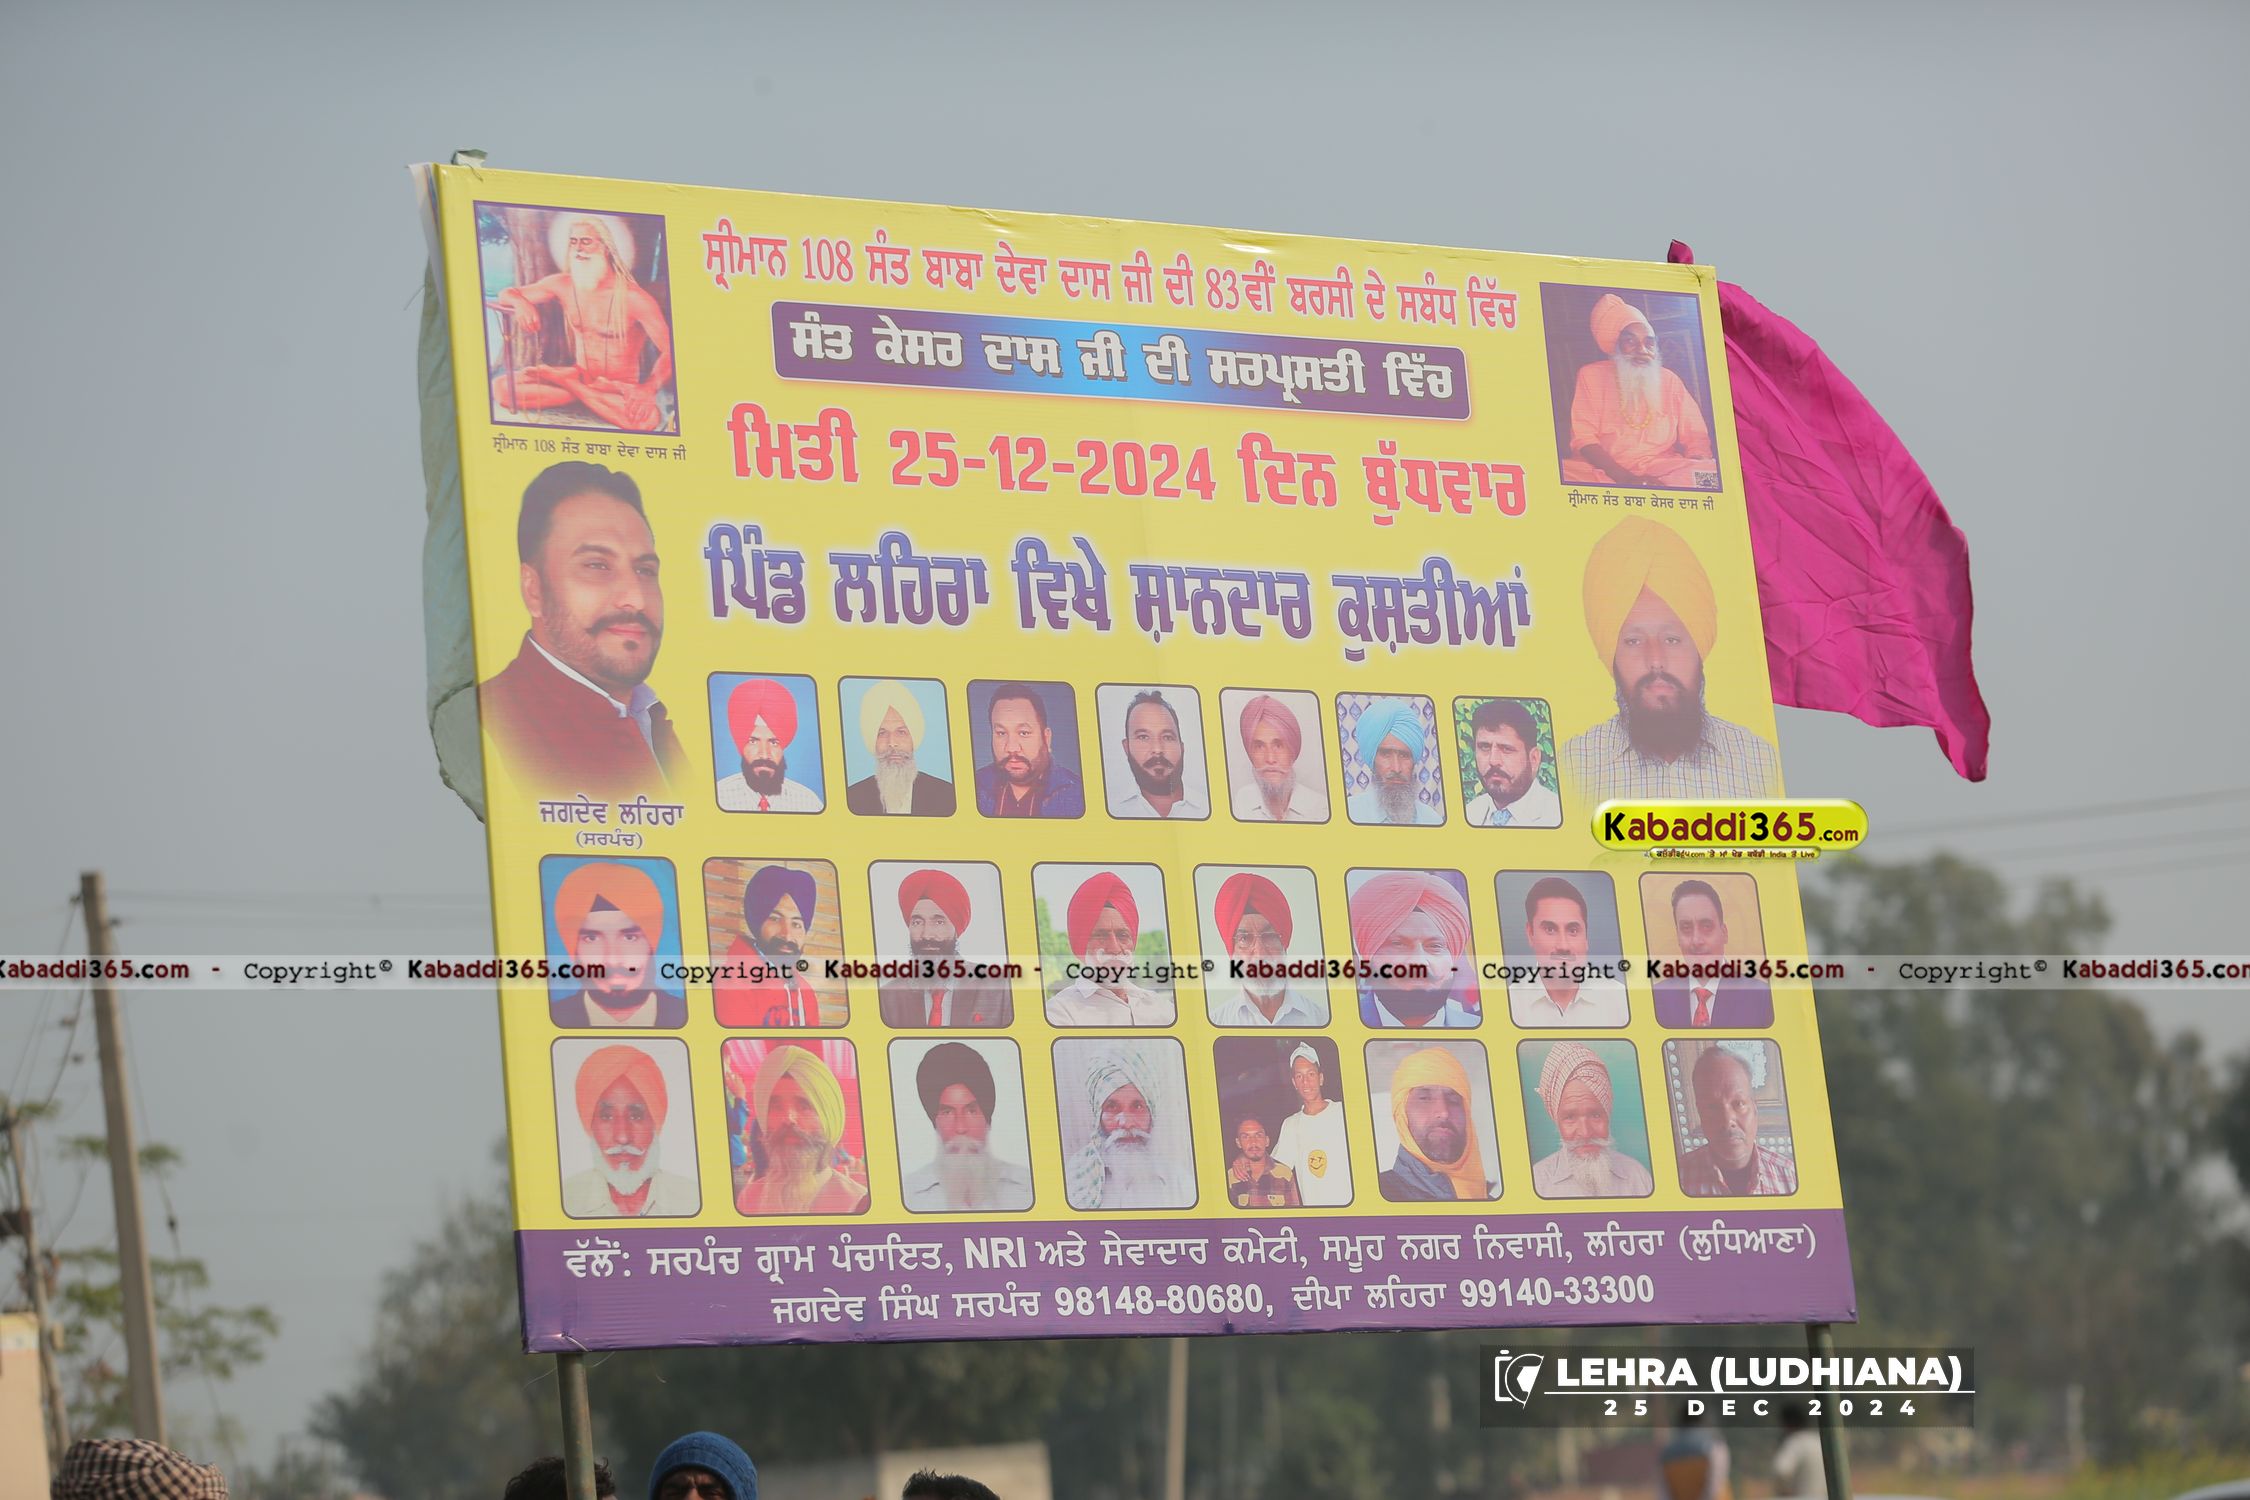 ਸ੍ਰੀਮਾਨ 108 ਸੰਤ ਬਾਬਾ ਦੇਵਾ ਦਾਸ ਜੀ ਦੀ 83ਵੀਂ ਬਰਸੀ ਦੇ ਸਬੰਧ ਵਿੱਚ
ਸੰਤ ਕੇਸਰ ਦਾਸ ਜੀ ਦੀ ਸਰਪ੍ਰਸਤੀ ਵਿੱਚ
ਸ੍ਰੀਮਾਨ 108 ਸੰਤ ਬਾਬਾ ਦੇਵਾ ਦਾਸ ਜੀ
ਮਿਤੀ 25-12-2024 ਦਿਨ ਬੁੱਧਵਾਰ
ਸ੍ਰੀਮਾਨ ਸੰਤ ਬਾਬਾ ਕੇਸਰ ਦਾਸ ਜੀ
ਪਿੰਡ ਲਹਿਰਾ ਵਿਖੇ ਸ਼ਾਨਦਾਰ ਕੁਸ਼ਤੀਆਂ
ਜਗਦੇਵ ਲਹਿਰਾ
(ਸਰਪੰਚ)
Kabaddi365.com
Kabaddi365.com - Copyright© Kabaddi365.com - Copyright© Kabaddi365.com - Copyright© Kabaddi365.com - Copyright© Kabaddi365.com - Copyright© Kabaddi365.com
ਵੱਲੋਂ: ਸਰਪੰਚ ਗ੍ਰਾਮ ਪੰਚਾਇਤ, NRI ਅਤੇ ਸੇਵਾਦਾਰ ਕਮੇਟੀ, ਸਮੂਹ ਨਗਰ ਨਿਵਾਸੀ, ਲਹਿਰਾ (ਲੁਧਿਆਣਾ)
ਜਗਦੇਵ ਸਿੰਘ ਸਰਪੰਚ 98148-80680, ਦੀਪਾ ਲਹਿਰਾ 99140-33300
LEHRA (LUDHIANA)
25 DEC 2024